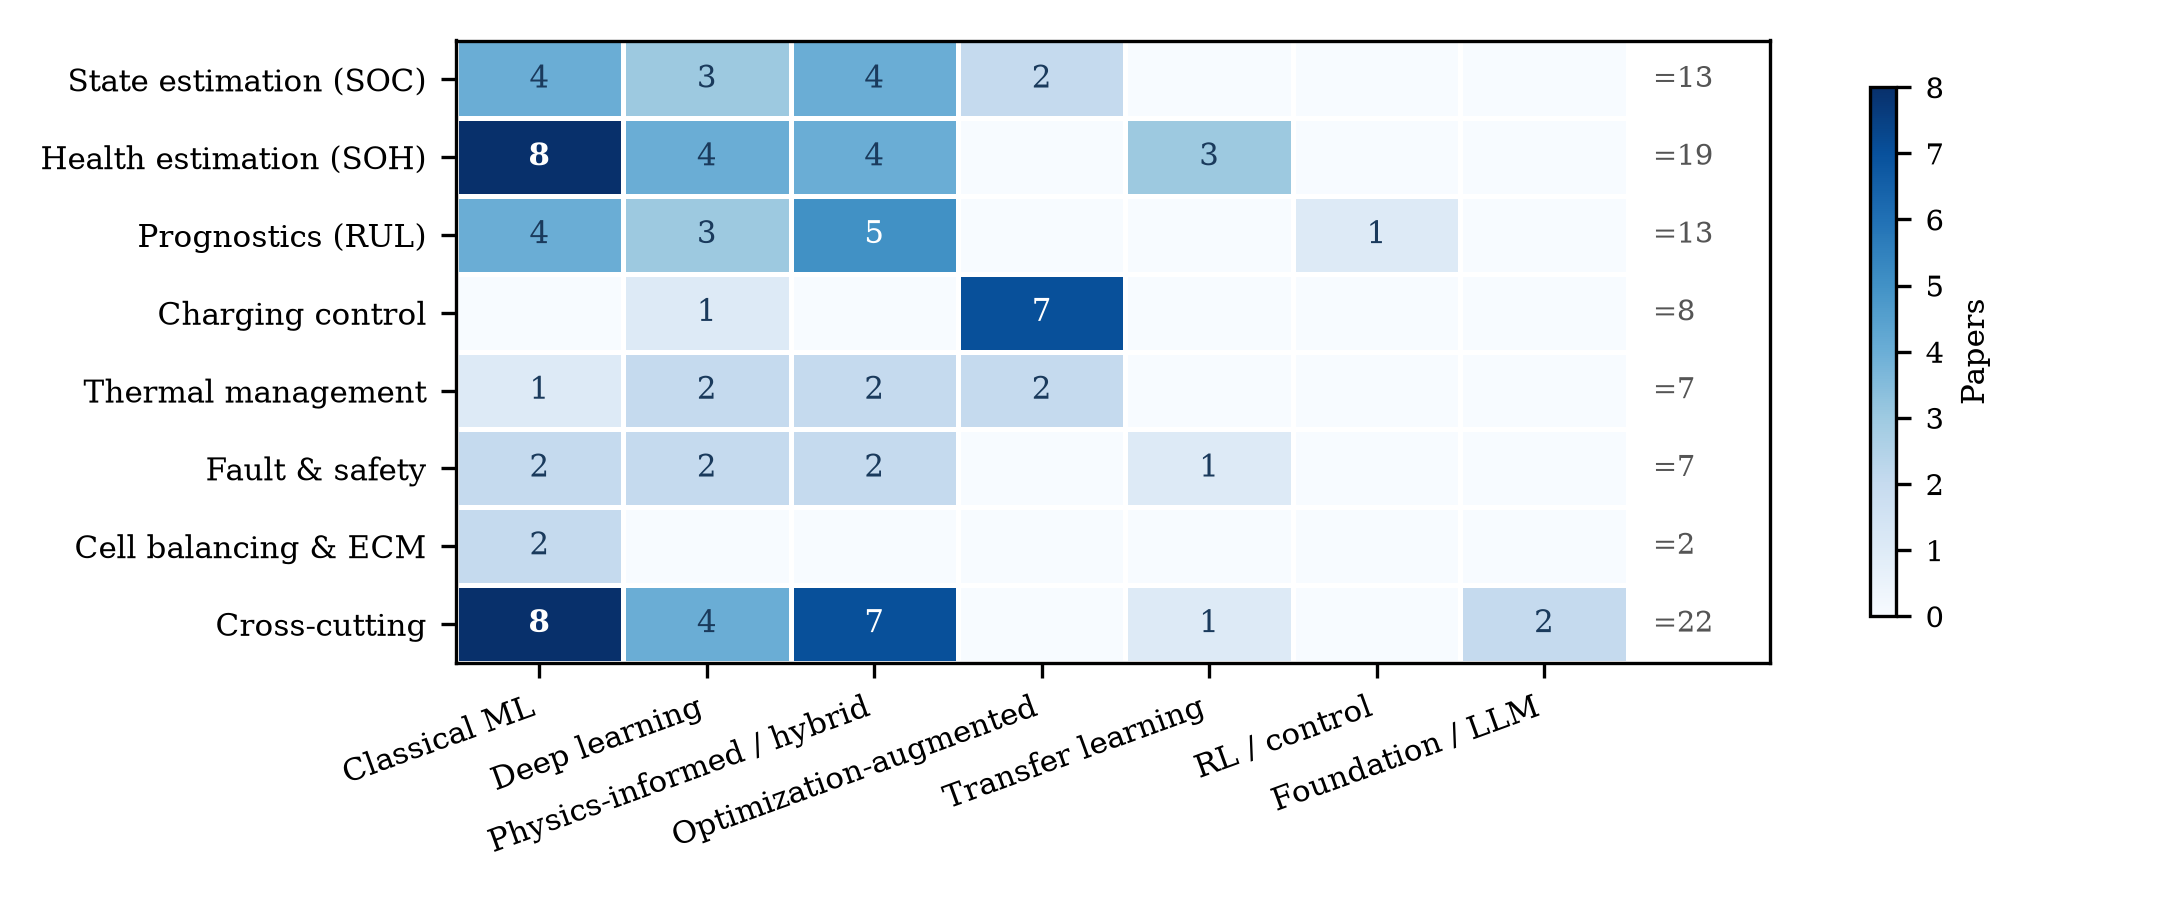 State estimation (SOC) 4 3 4 2 =13
Health estimation (SOH) 8 4 4 3 =19
Prognostics (RUL) 4 3 5 1 =13
Charging control 1 7 =8
Thermal management 1 2 2 2 =7
Fault & safety 2 2 2 1 =7
Cell balancing & ECM 2 =2
Cross-cutting 8 4 7 1 2 =22
Classical ML
Deep learning
Physics-informed / hybrid
Optimization-augmented
Transfer learning
RL / control
Foundation / LLM
8
7
6
5
4
3
2
1
0
Papers